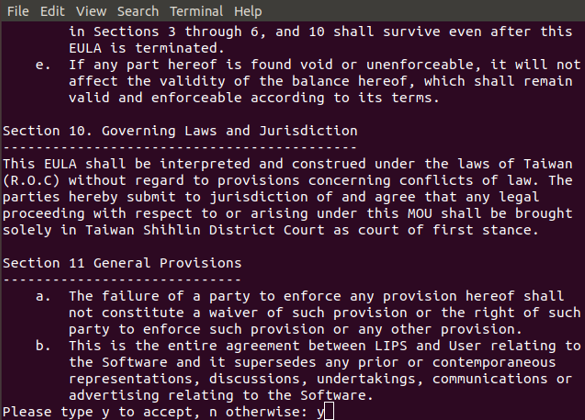 File Edit View Search Terminal Help
in Sections 3 through 6, and 10 shall survive even after this
EULA is terminated.
e. If any part hereof is found void or unenforceable, it will not
affect the validity of the balance hereof, which shall remain
valid and enforceable according to its terms.
Section 10. Governing Laws and Jurisdiction
-------------------------------------------
This EULA shall be interpreted and construed under the laws of Taiwan
(R.O.C) without regard to provisions concerning conflicts of law. The
parties hereby submit to jurisdiction of and agree that any legal
proceeding with respect to or arising under this MOU shall be brought
solely in Taiwan Shihlin District Court as court of first stance.
Section 11 General Provisions
-----------------------------
a. The failure of a party to enforce any provision hereof shall
not constitute a waiver of such provision or the right of such
party to enforce such provision or any other provision.
b. This is the entire agreement between LIPS and User relating to
the Software and it supersedes any prior or contemporaneous
representations, discussions, undertakings, communications or
advertising relating to the Software.
Please type y to accept, n otherwise: y